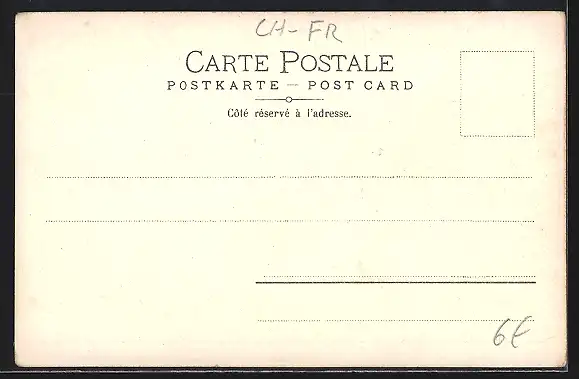 CH-FR
CARTE POSTALE
POSTKARTE — POST CARD
Côté réservé à l'adresse.
6€